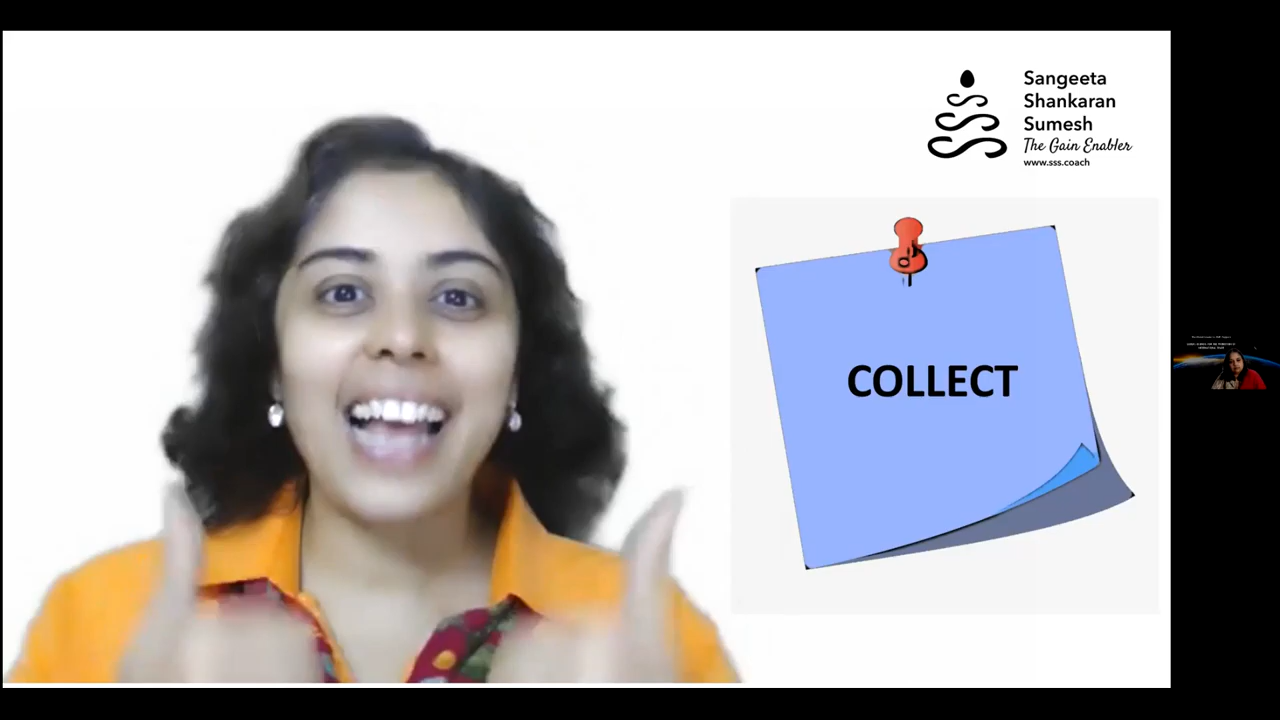 Sangeeta
Shankaran
Sumesh
The Gain Enabler
www.sss.coach
COLLECT